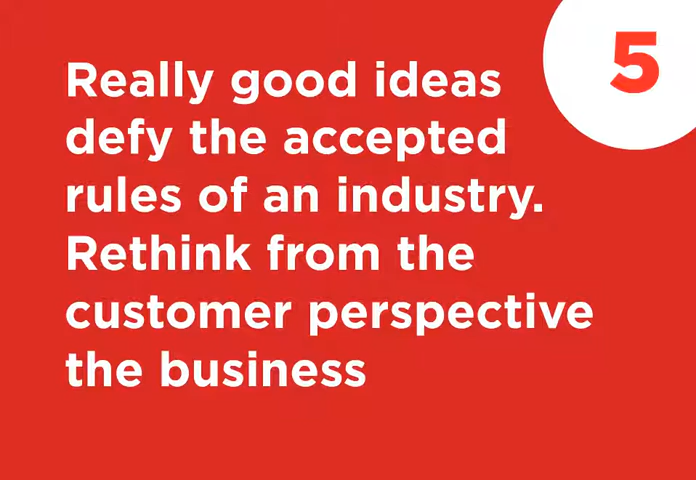 5
Really good ideas
defy the accepted
rules of an industry.
Rethink from the
customer perspective
the business